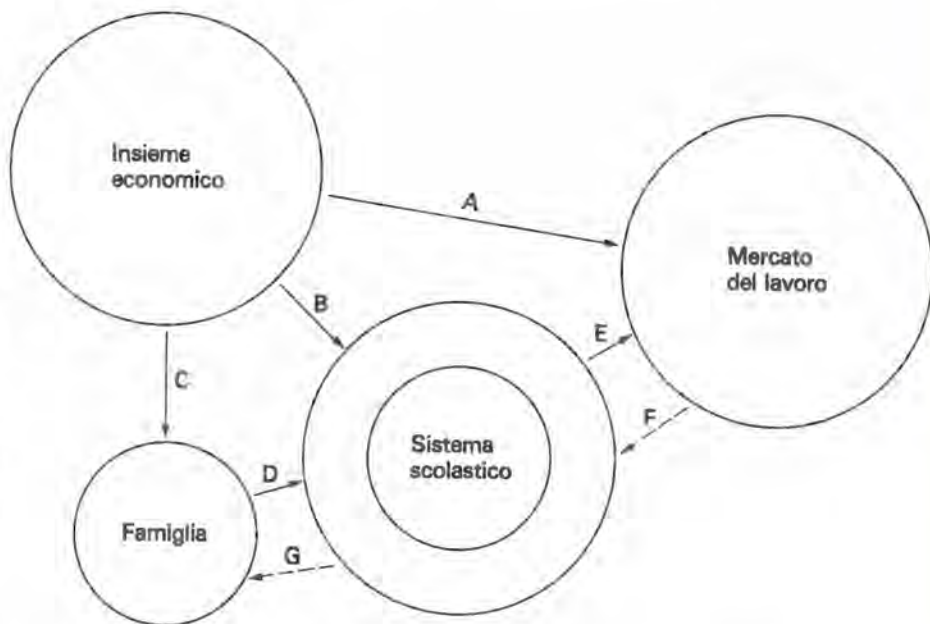 Insieme
economico
A
Mercato
del lavoro
B
E
C
F
Sistema
scolastico
D
Famiglia
G